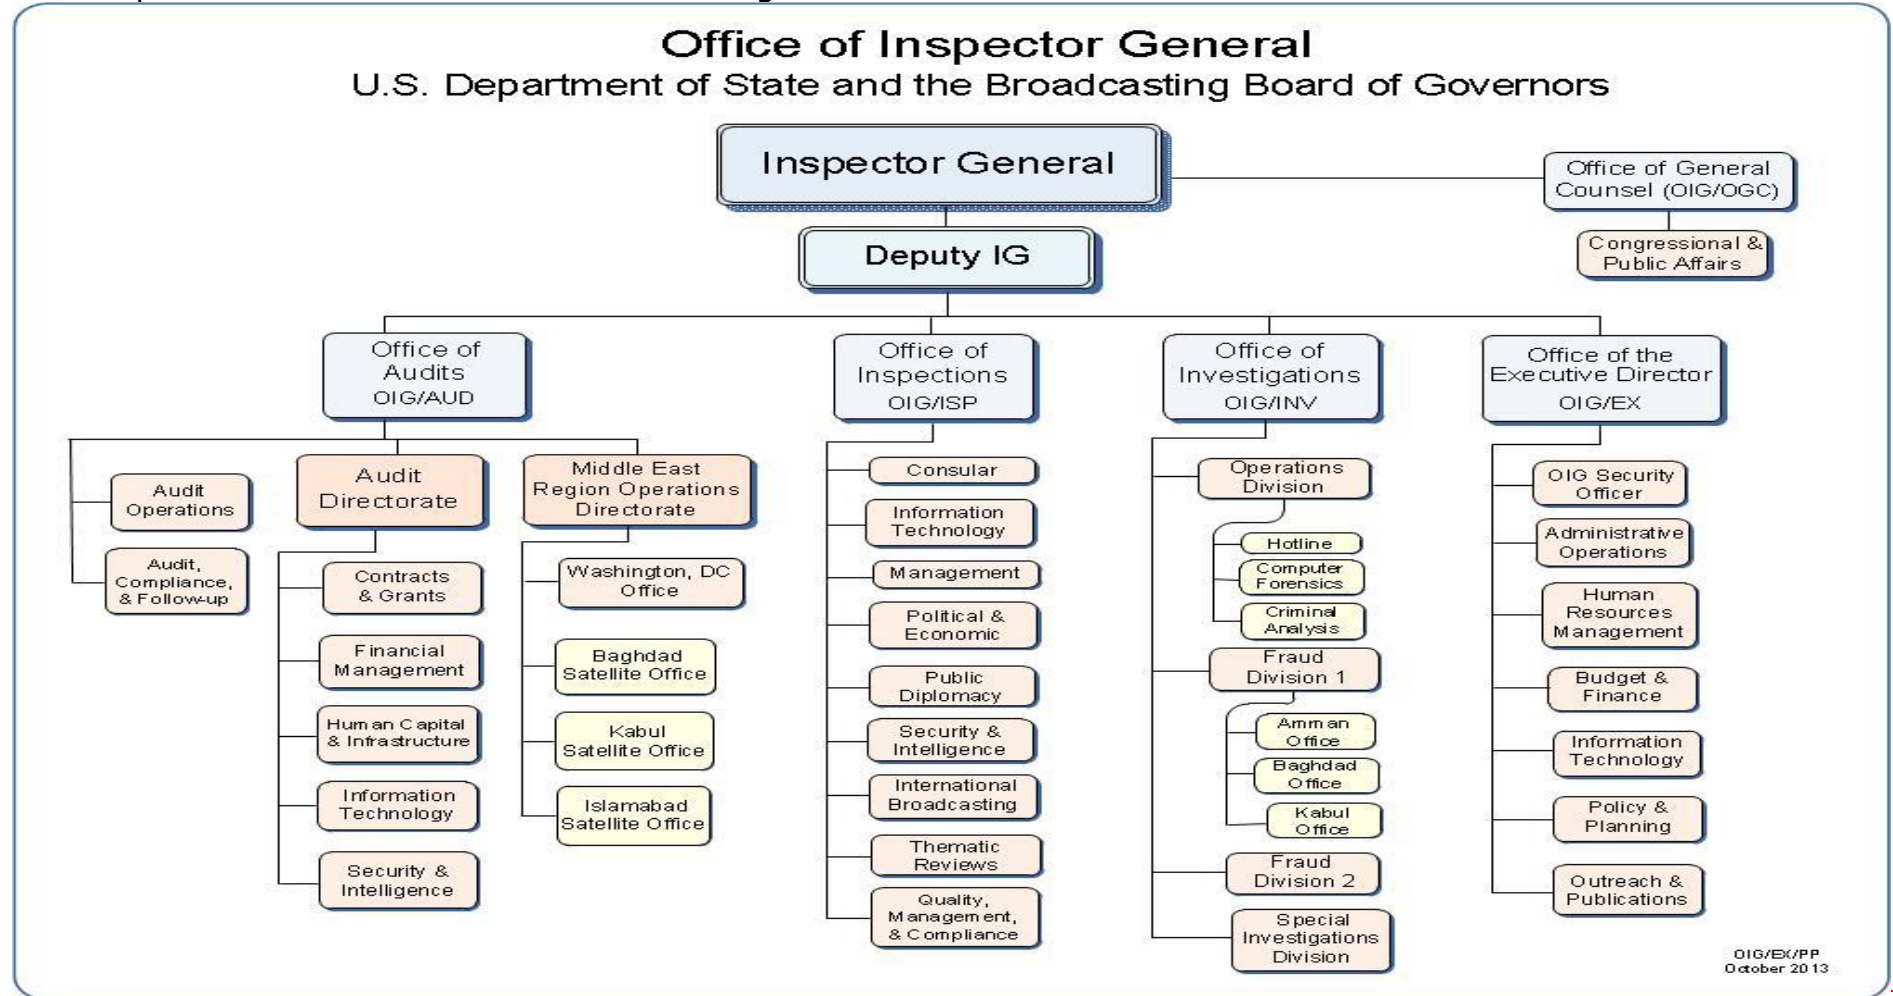 Office of Inspector General
U.S. Department of State and the Broadcasting Board of Governors
Inspector General
Office of General
Counsel (OIG/OGC)
Congressional &
Public Affairs
Deputy IG
Office of
Audits
OIG/AUD
Office of
Inspections
OIG/ISP
Office of
Investigations
OIG/INV
Office of the
Executive Director
OIG/EX
Audit
Operations
Audit,
Compliance,
& Follow-up
Audit
Directorate
Contracts
& Grants
Financial
Management
Human Capital
& Infrastructure
Information
Technology
Security &
Intelligence
Middle East
Region Operations
Directorate
Washington, DC
Office
Baghdad
Satellite Office
Kabul
Satellite Office
Islamabad
Satellite Office
Consular
Information
Technology
Management
Political &
Economic
Public
Diplomacy
Security &
Intelligence
International
Broadcasting
Thematic
Reviews
Quality,
Management,
& Compliance
Operations
Division
Hotline
Computer
Forensics
Criminal
Analysis
Fraud
Division 1
Amman
Office
Baghdad
Office
Kabul
Office
Fraud
Division 2
Special
Investigations
Division
OIG Security
Officer
Administrative
Operations
Human
Resources
Management
Budget &
Finance
Information
Technology
Policy &
Planning
Outreach &
Publications
OIG/EX/PP
October 2013